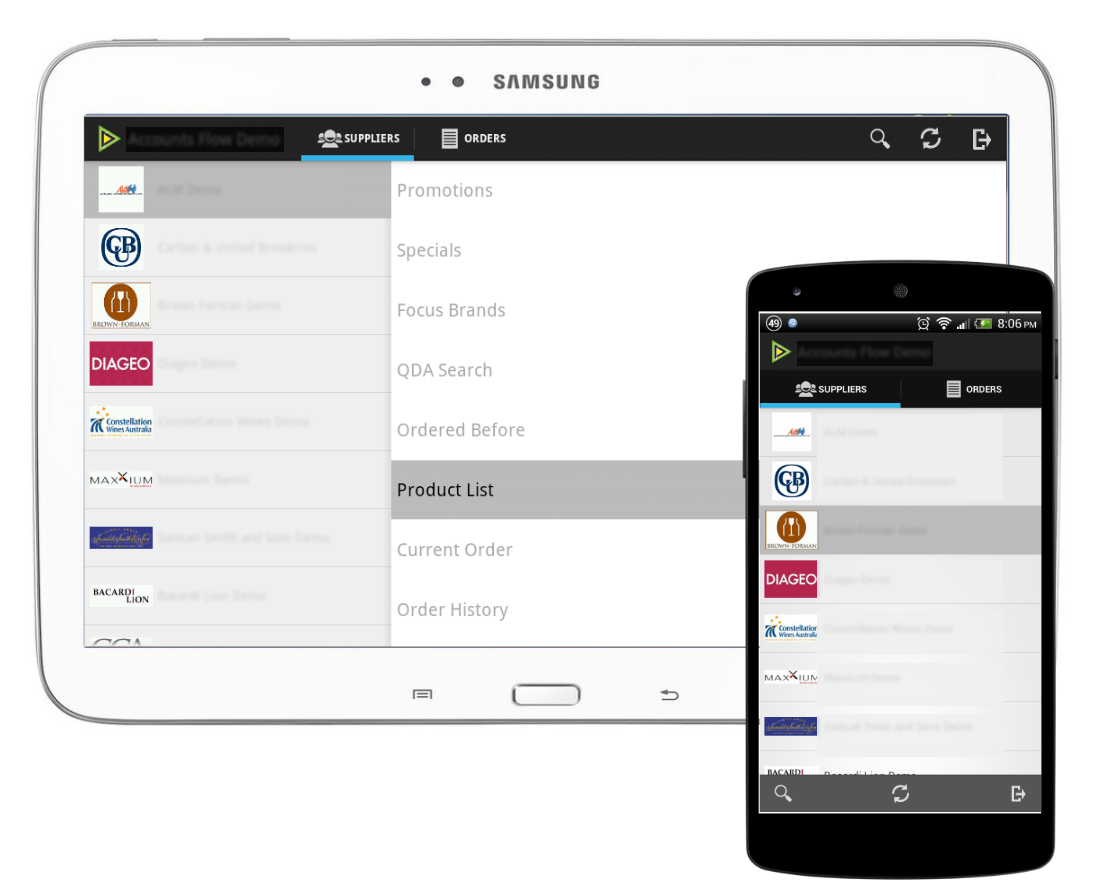 SAMSUNG
Accounts Flow Demo
SUPPLIERS
ORDERS
ALM Demo
Carlton & United Breweries
CUB
Brown Forman Demo
BROWN-FORMAN
DIAGEO
Diageo Demo
Constellation
Wines Australia
Constellation Wines Demo
MAXXIUM
Maxxium Demo
Samuel Smith and Sons Demo
BACARDI
LION
Bacardi Lion Demo
CCA
Promotions
Specials
Focus Brands
QDA Search
Ordered Before
Product List
Current Order
Order History
49
8:06 PM
Accounts Flow Demo
SUPPLIERS
ORDERS
ALM Demo
CUB
Carlton & United Breweries
BROWN-FORMAN
Brown Forman Demo
DIAGEO
Diageo Demo
Constellation
Wines Australia
Constellation Wines Demo
MAXXIUM
Maxxium Demo
Samuel Smith and Sons Demo
BACARDI
Bacardi Lion Demo